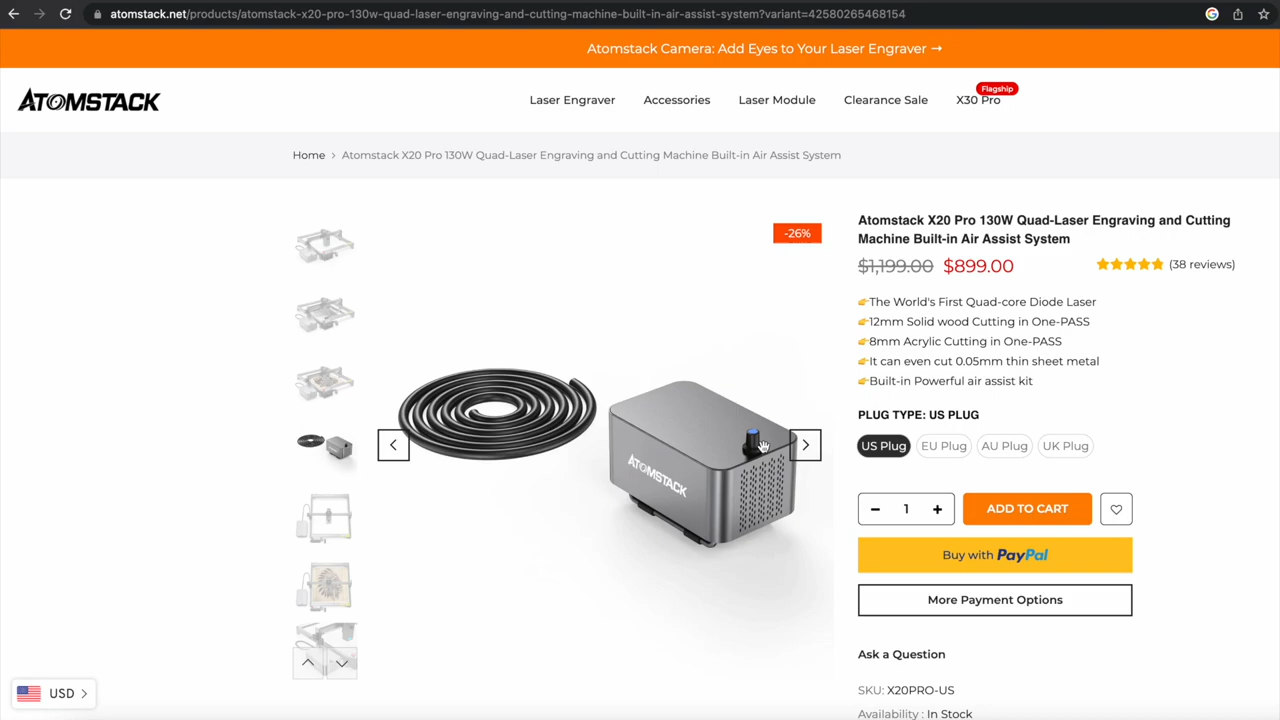 atomstack.net/products/atomstack-x20-pro-130w-quad-laser-engraving-and-cutting-machine-built-in-air-assist-system?variant=42580265468154
Atomstack Camera: Add Eyes to Your Laser Engraver →
ATOMSTACK
Laser Engraver
Accessories
Laser Module
Clearance Sale
X30 Pro
Flagship
Home > Atomstack X20 Pro 130W Quad-Laser Engraving and Cutting Machine Built-in Air Assist System
-26%
ATOMSTACK
Atomstack X20 Pro 130W Quad-Laser Engraving and Cutting
Machine Built-in Air Assist System
$1,199.00 $899.00 (38 reviews)
👉The World's First Quad-core Diode Laser
👉12mm Solid wood Cutting in One-PASS
👉8mm Acrylic Cutting in One-PASS
👉It can even cut 0.05mm thin sheet metal
👉Built-in Powerful air assist kit
PLUG TYPE: US PLUG
US Plug EU Plug AU Plug UK Plug
− 1 + ADD TO CART
Buy with PayPal
More Payment Options
Ask a Question
SKU: X20PRO-US
Availability : In Stock
USD >